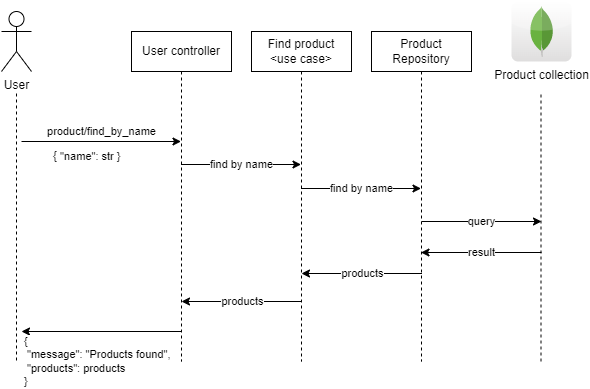 User
User controller
Find product
<use case>
Product
Repository
Product collection
product/find_by_name
{ "name": str }
find by name
find by name
query
result
products
products
{
"message": "Products found",
"products": products
}